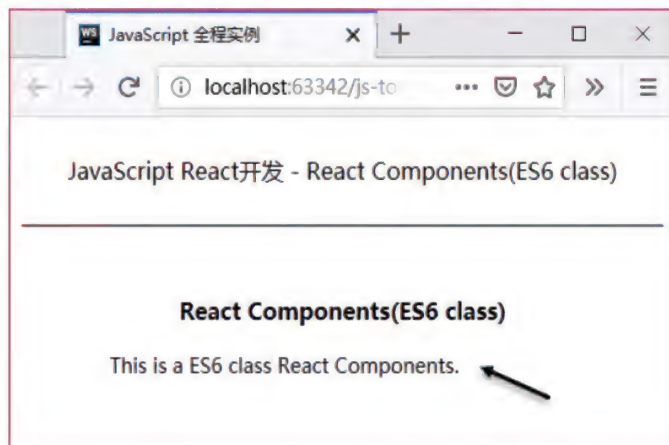 WS JavaScript 全程实例
localhost:63342/js-to
JavaScript React开发 - React Components(ES6 class)
React Components(ES6 class)
This is a ES6 class React Components.